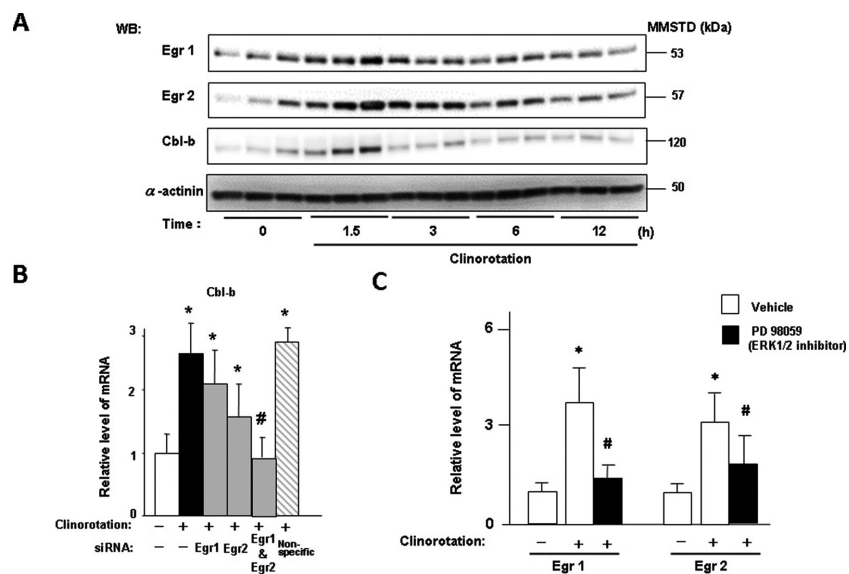 A
WB:
MMSTD (kDa)
Egr 1
53
Egr 2
57
Cbl-b
120
α-actinin
50
Time :
0 1.5 3 6 12 (h)
Clinorotation
B
Cbl-b
Relative level of mRNA
3
2
1
0
* * * # *
Clinorotation: – + + + + +
siRNA: – – Egr1 Egr2 Egr1 & Egr2 Non-specific
C
Vehicle
PD 98059
(ERK1/2 inhibitor)
Relative level of mRNA
6
3
0
* # * #
Clinorotation: – + + – + +
Egr 1 Egr 2